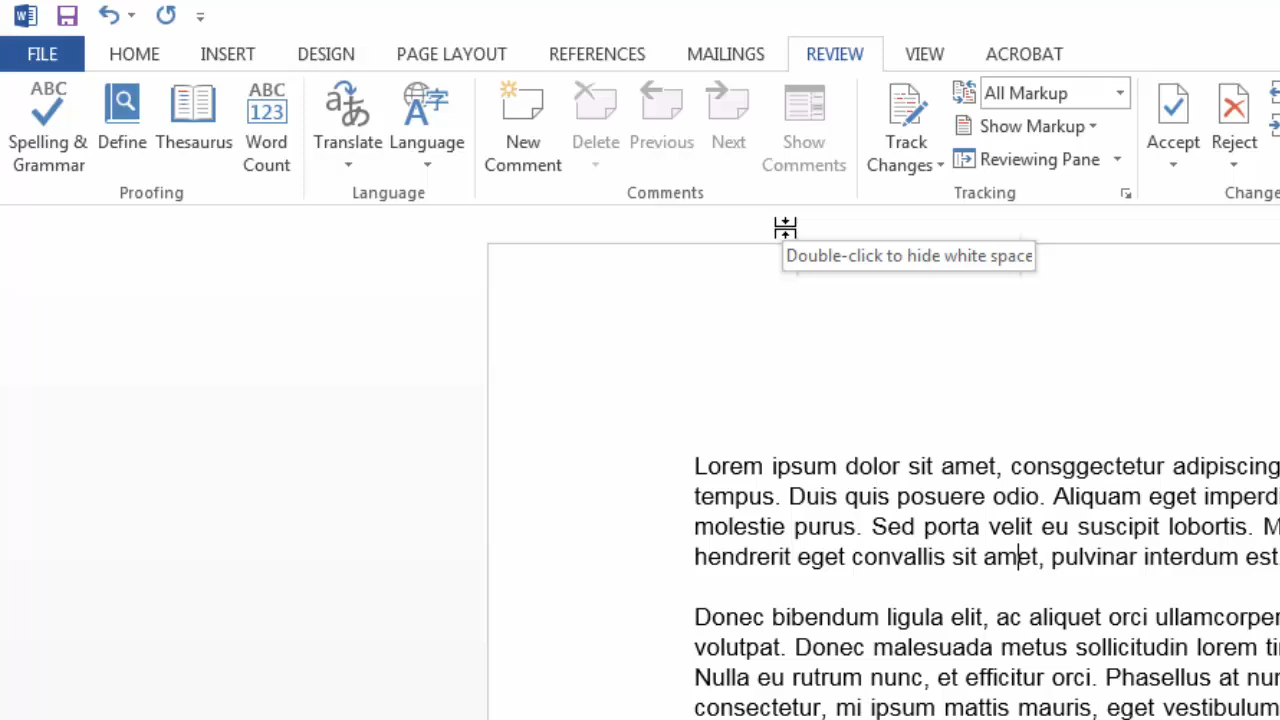 FILE HOME INSERT DESIGN PAGE LAYOUT REFERENCES MAILINGS REVIEW VIEW ACROBAT
ABC
Spelling &
Grammar
Define
Thesaurus
ABC
123
Word
Count
Proofing
Translate
Language
Language
New
Comment
Delete
Previous
Next
Show
Comments
Comments
Track
Changes
All Markup
Show Markup
Reviewing Pane
Tracking
Accept
Reject
Change
Double-click to hide white space
Lorem ipsum dolor sit amet, consggectetur adipiscing
tempus. Duis quis posuere odio. Aliquam eget imperdi
molestie purus. Sed porta velit eu suscipit lobortis. M
hendrerit eget convallis sit amet, pulvinar interdum est.
Donec bibendum ligula elit, ac aliquet orci ullamcorper
volutpat. Donec malesuada metus sollicitudin lorem tin
Nulla eu rutrum nunc, et efficitur orci. Phasellus at nun
consectetur, mi ipsum mattis mauris, eget vestibulum